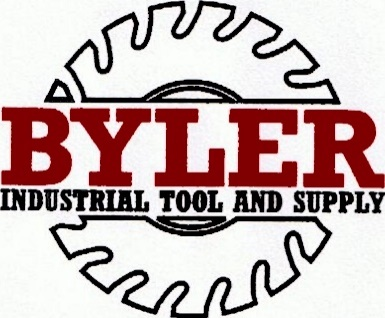 BYLER
INDUSTRIAL TOOL AND SUPPLY